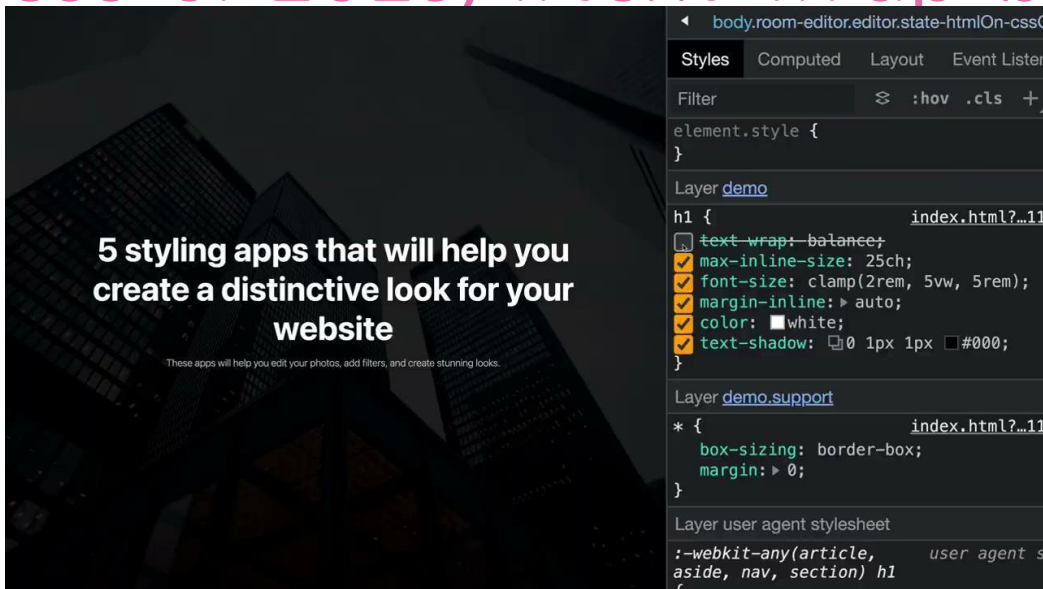 body.room-editor.editor.state-htmlOn-css
Styles Computed Layout Event Listen
Filter :hov .cls +
element.style {
}
Layer demo
h1 { index.html?…11
text-wrap: balance;
max-inline-size: 25ch;
font-size: clamp(2rem, 5vw, 5rem);
margin-inline: auto;
color: white;
text-shadow: 0 1px 1px #000;
}
Layer demo.support
* { index.html?…11
box-sizing: border-box;
margin: 0;
}
Layer user agent stylesheet
:-webkit-any(article, user agent s
aside, nav, section) h1
5 styling apps that will help you
create a distinctive look for your
website
These apps will help you edit your photos, add filters, and create stunning looks.